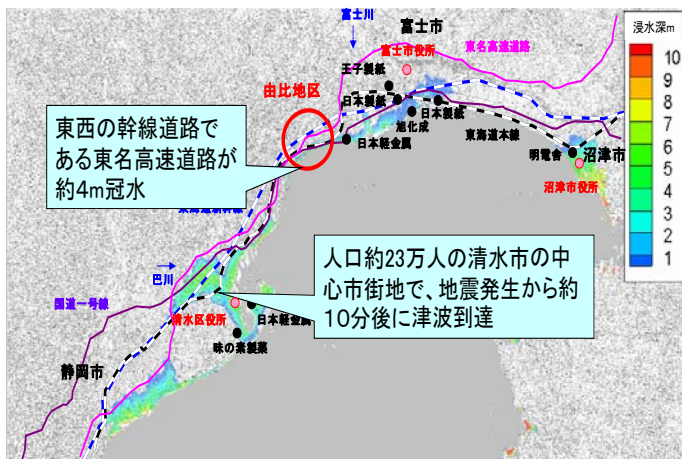 富士川
富士市
富士市役所
東名高速道路
浸水深m
10
9
8
7
6
5
4
3
2
1
王子製紙
日本製紙
日本製紙
旭化成
東海道本線
由比地区
日本軽金属
明電舎
沼津市
沼津市役所
東西の幹線道路で
ある東名高速道路が
約4m冠水
東海道新幹線
巴川
人口約23万人の清水市の中
心市街地で、地震発生から約
10分後に津波到達
国道一号線
清水区役所
日本軽金属
味の素製薬
静岡市